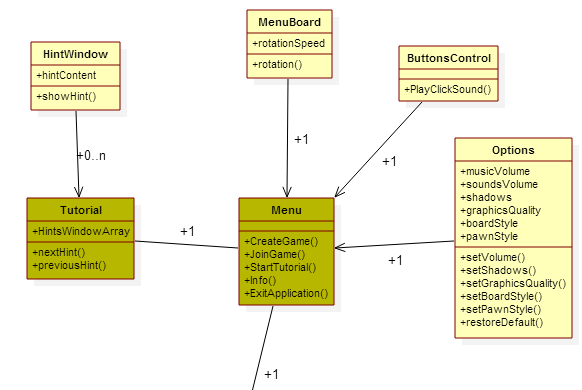 MenuBoard
+rotationSpeed
+rotation()
HintWindow
+hintContent
+showHint()
ButtonsControl
+PlayClickSound()
+1
+0..n
+1
Options
+musicVolume
+soundsVolume
+shadows
+graphicsQuality
+boardStyle
+pawnStyle
+setVolume()
+setShadows()
+setGraphicsQuality()
+setBoardStyle()
+setPawnStyle()
+restoreDefault()
Tutorial
+HintsWindowArray
+nextHint()
+previousHint()
+1
Menu
+CreateGame()
+JoinGame()
+StartTutorial()
+Info()
+ExitApplication()
+1
+1